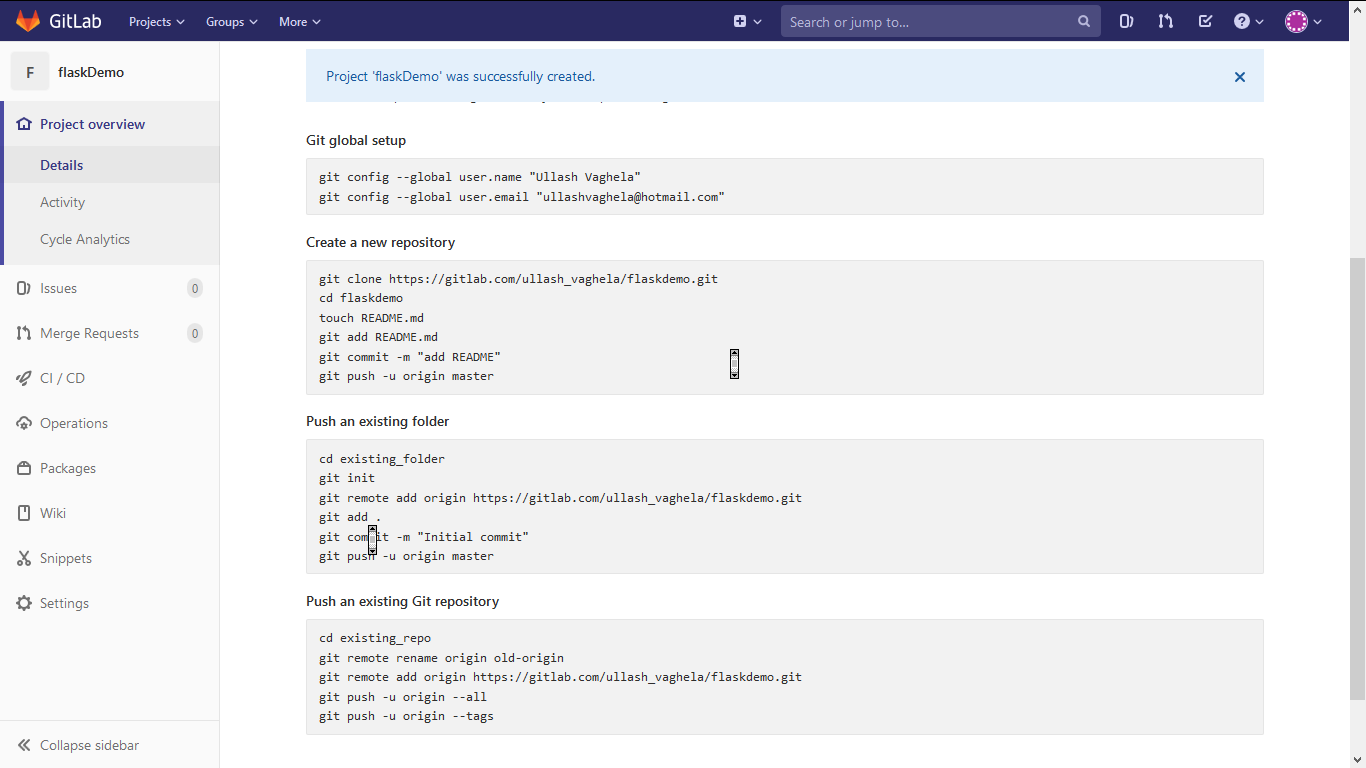 GitLab Projects Groups More Search or jump to...
F flaskDemo
Project overview
Details
Activity
Cycle Analytics
Issues 0
Merge Requests 0
CI / CD
Operations
Packages
Wiki
Snippets
Settings
Collapse sidebar
Project 'flaskDemo' was successfully created.
Git global setup
git config --global user.name "Ullash Vaghela"
git config --global user.email "ullashvaghela@hotmail.com"
Create a new repository
git clone https://gitlab.com/ullash_vaghela/flaskdemo.git
cd flaskdemo
touch README.md
git add README.md
git commit -m "add README"
git push -u origin master
Push an existing folder
cd existing_folder
git init
git remote add origin https://gitlab.com/ullash_vaghela/flaskdemo.git
git add .
git commit -m "Initial commit"
git push -u origin master
Push an existing Git repository
cd existing_repo
git remote rename origin old-origin
git remote add origin https://gitlab.com/ullash_vaghela/flaskdemo.git
git push -u origin --all
git push -u origin --tags